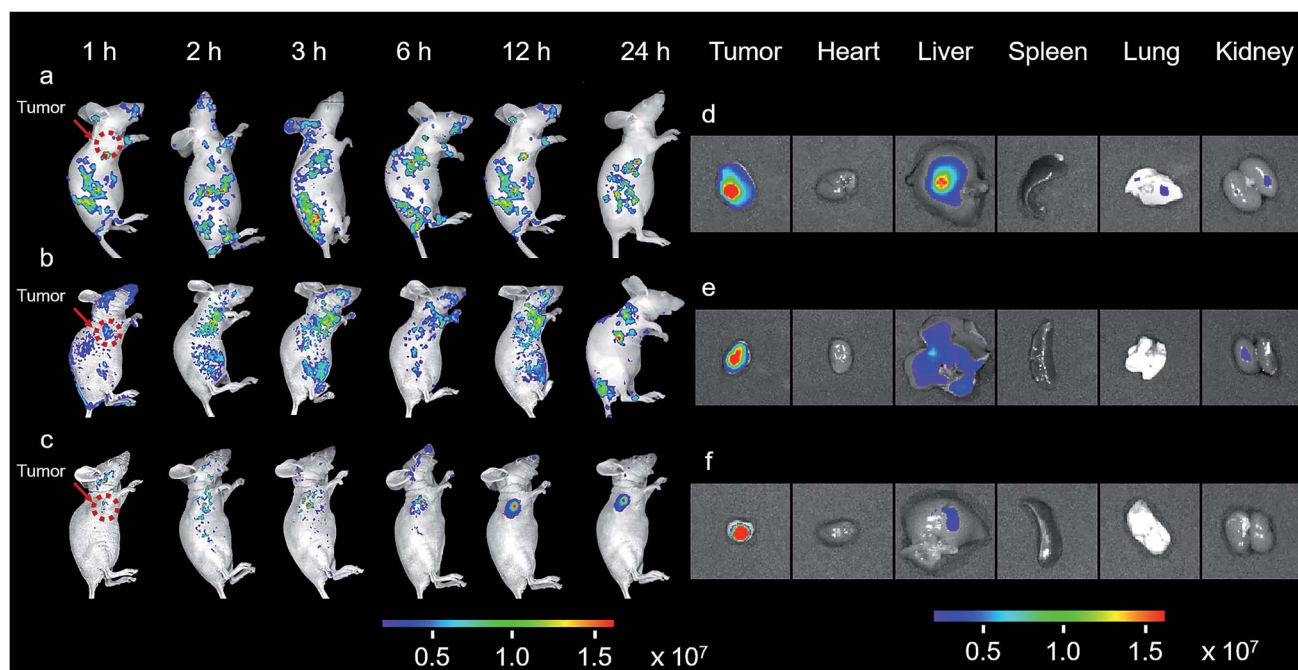 1 h 2 h 3 h 6 h 12 h 24 h Tumor Heart Liver Spleen Lung Kidney
a
Tumor
d
b
Tumor
e
c
Tumor
f
0.5 1.0 1.5 x 10⁷
0.5 1.0 1.5 x 10⁷